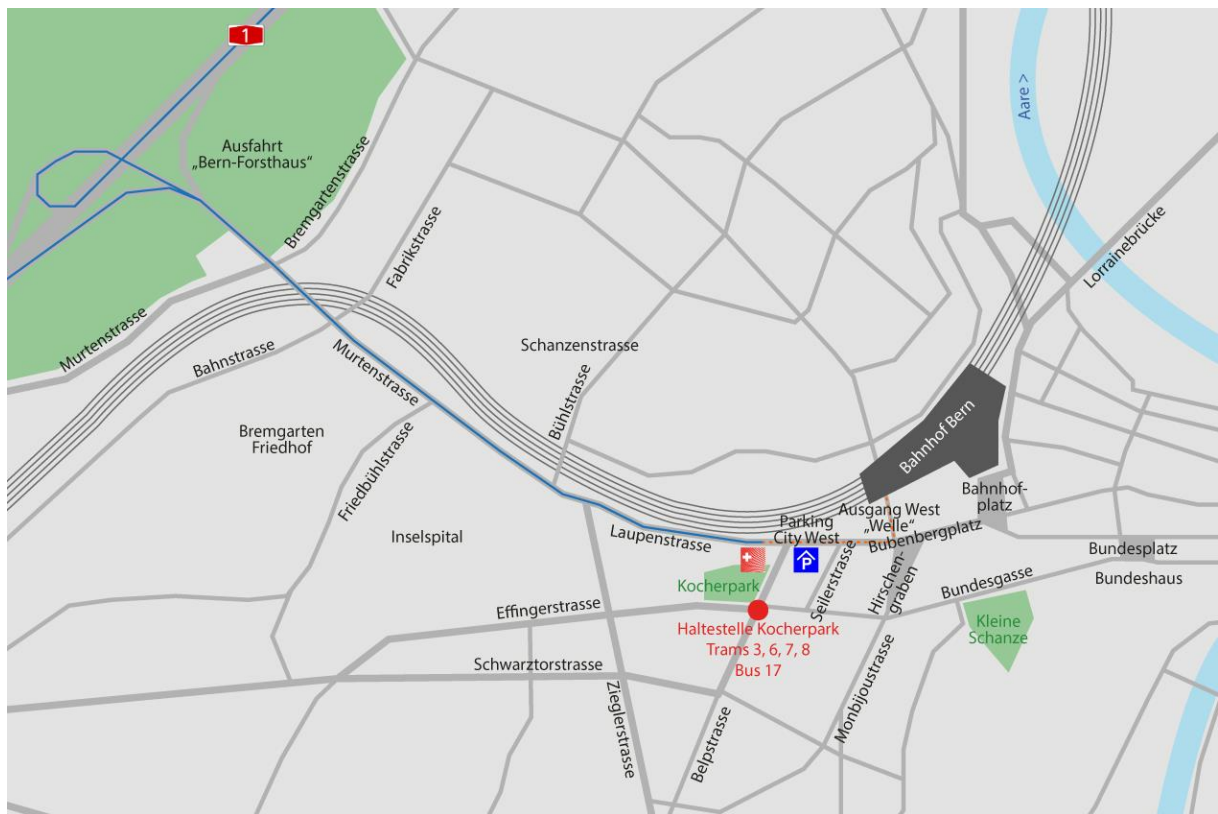 1
Aare >
Ausfahrt
„Bern-Forsthaus“
Bremgartenstrasse
Fabrikstrasse
Lorrainebrücke
Murtenstrasse
Bahnstrasse
Murtenstrasse
Schanzenstrasse
Bühlstrasse
Bremgarten
Friedhof
Friedbühlstrasse
Bahnhof Bern
Bahnhof-
platz
Inselspital
Laupenstrasse
Parking
City West
Ausgang West
„Welle“
Bubenbergplatz
Bundesplatz
Bundeshaus
P
Kocherpark
Seilerstrasse
Hirschen-
graben
Bundesgasse
Effingerstrasse
Haltestelle Kocherpark
Trams 3, 6, 7, 8
Bus 17
Kleine
Schanze
Schwarztorstrasse
Zieglerstrasse
Belpstrasse
Monbijoustrasse